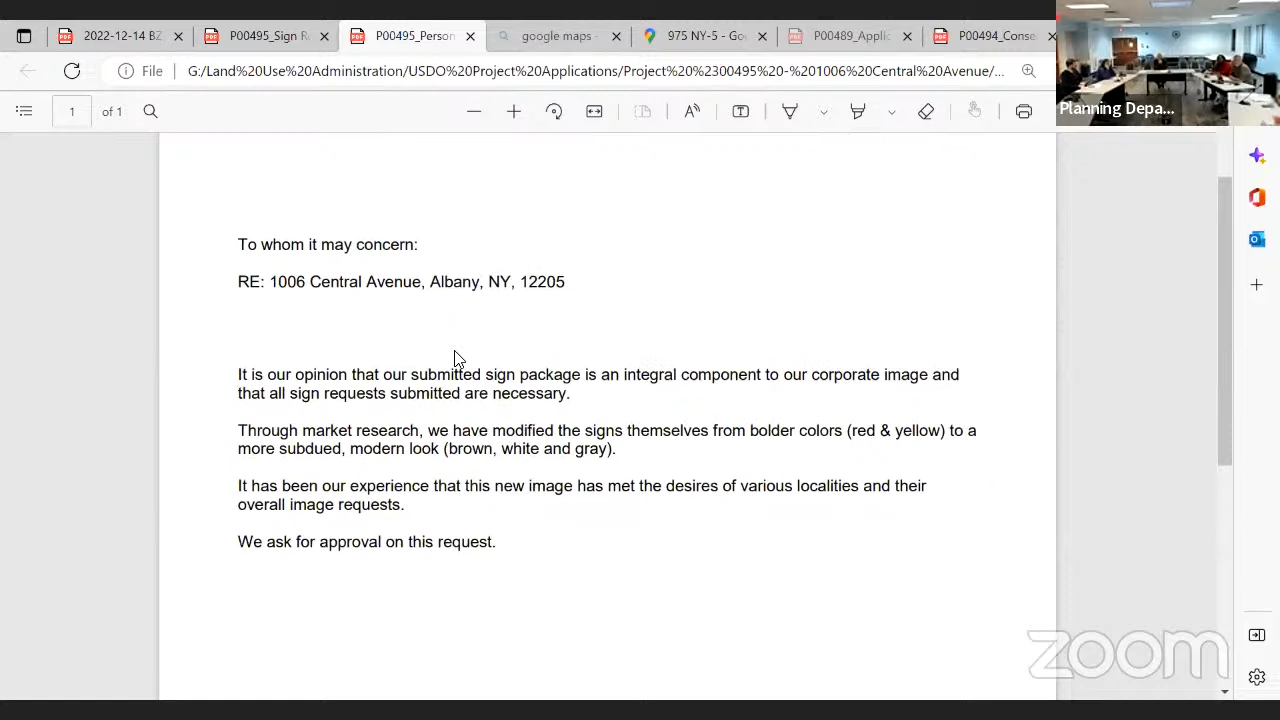 2022-12-14 BZ
P00495_Sign R
P00495_Person
google maps -
975 NY-5 - Goo
P00489_Applic
P00494_Conse
File
G:/Land%20Use%20Administration/USDO%20Project%20Applications/Project%20%2300495%20-%201006%20Central%20Avenue/...
1
of 1
Planning Depa...
To whom it may concern:
RE: 1006 Central Avenue, Albany, NY, 12205
It is our opinion that our submitted sign package is an integral component to our corporate image and
that all sign requests submitted are necessary.
Through market research, we have modified the signs themselves from bolder colors (red & yellow) to a
more subdued, modern look (brown, white and gray).
It has been our experience that this new image has met the desires of various localities and their
overall image requests.
We ask for approval on this request.
zoom